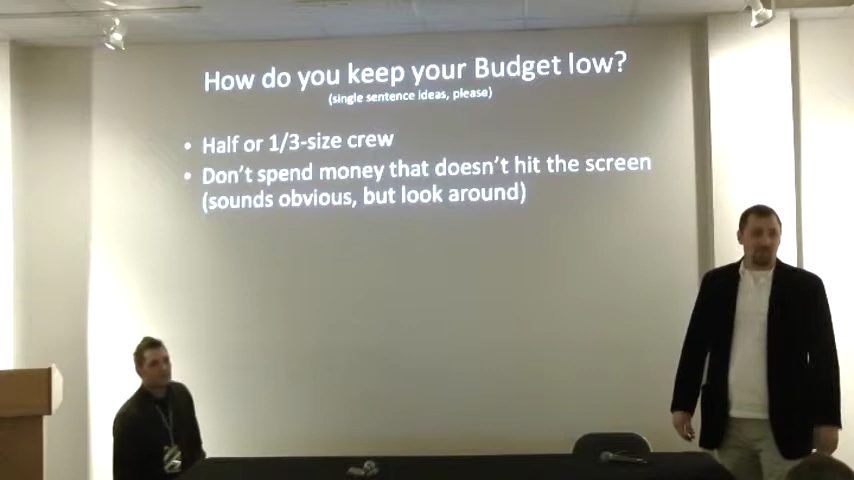 How do you keep your Budget low?
(single sentence ideas, please)
• Half or 1/3-size crew
• Don't spend money that doesn't hit the screen
(sounds obvious, but look around)